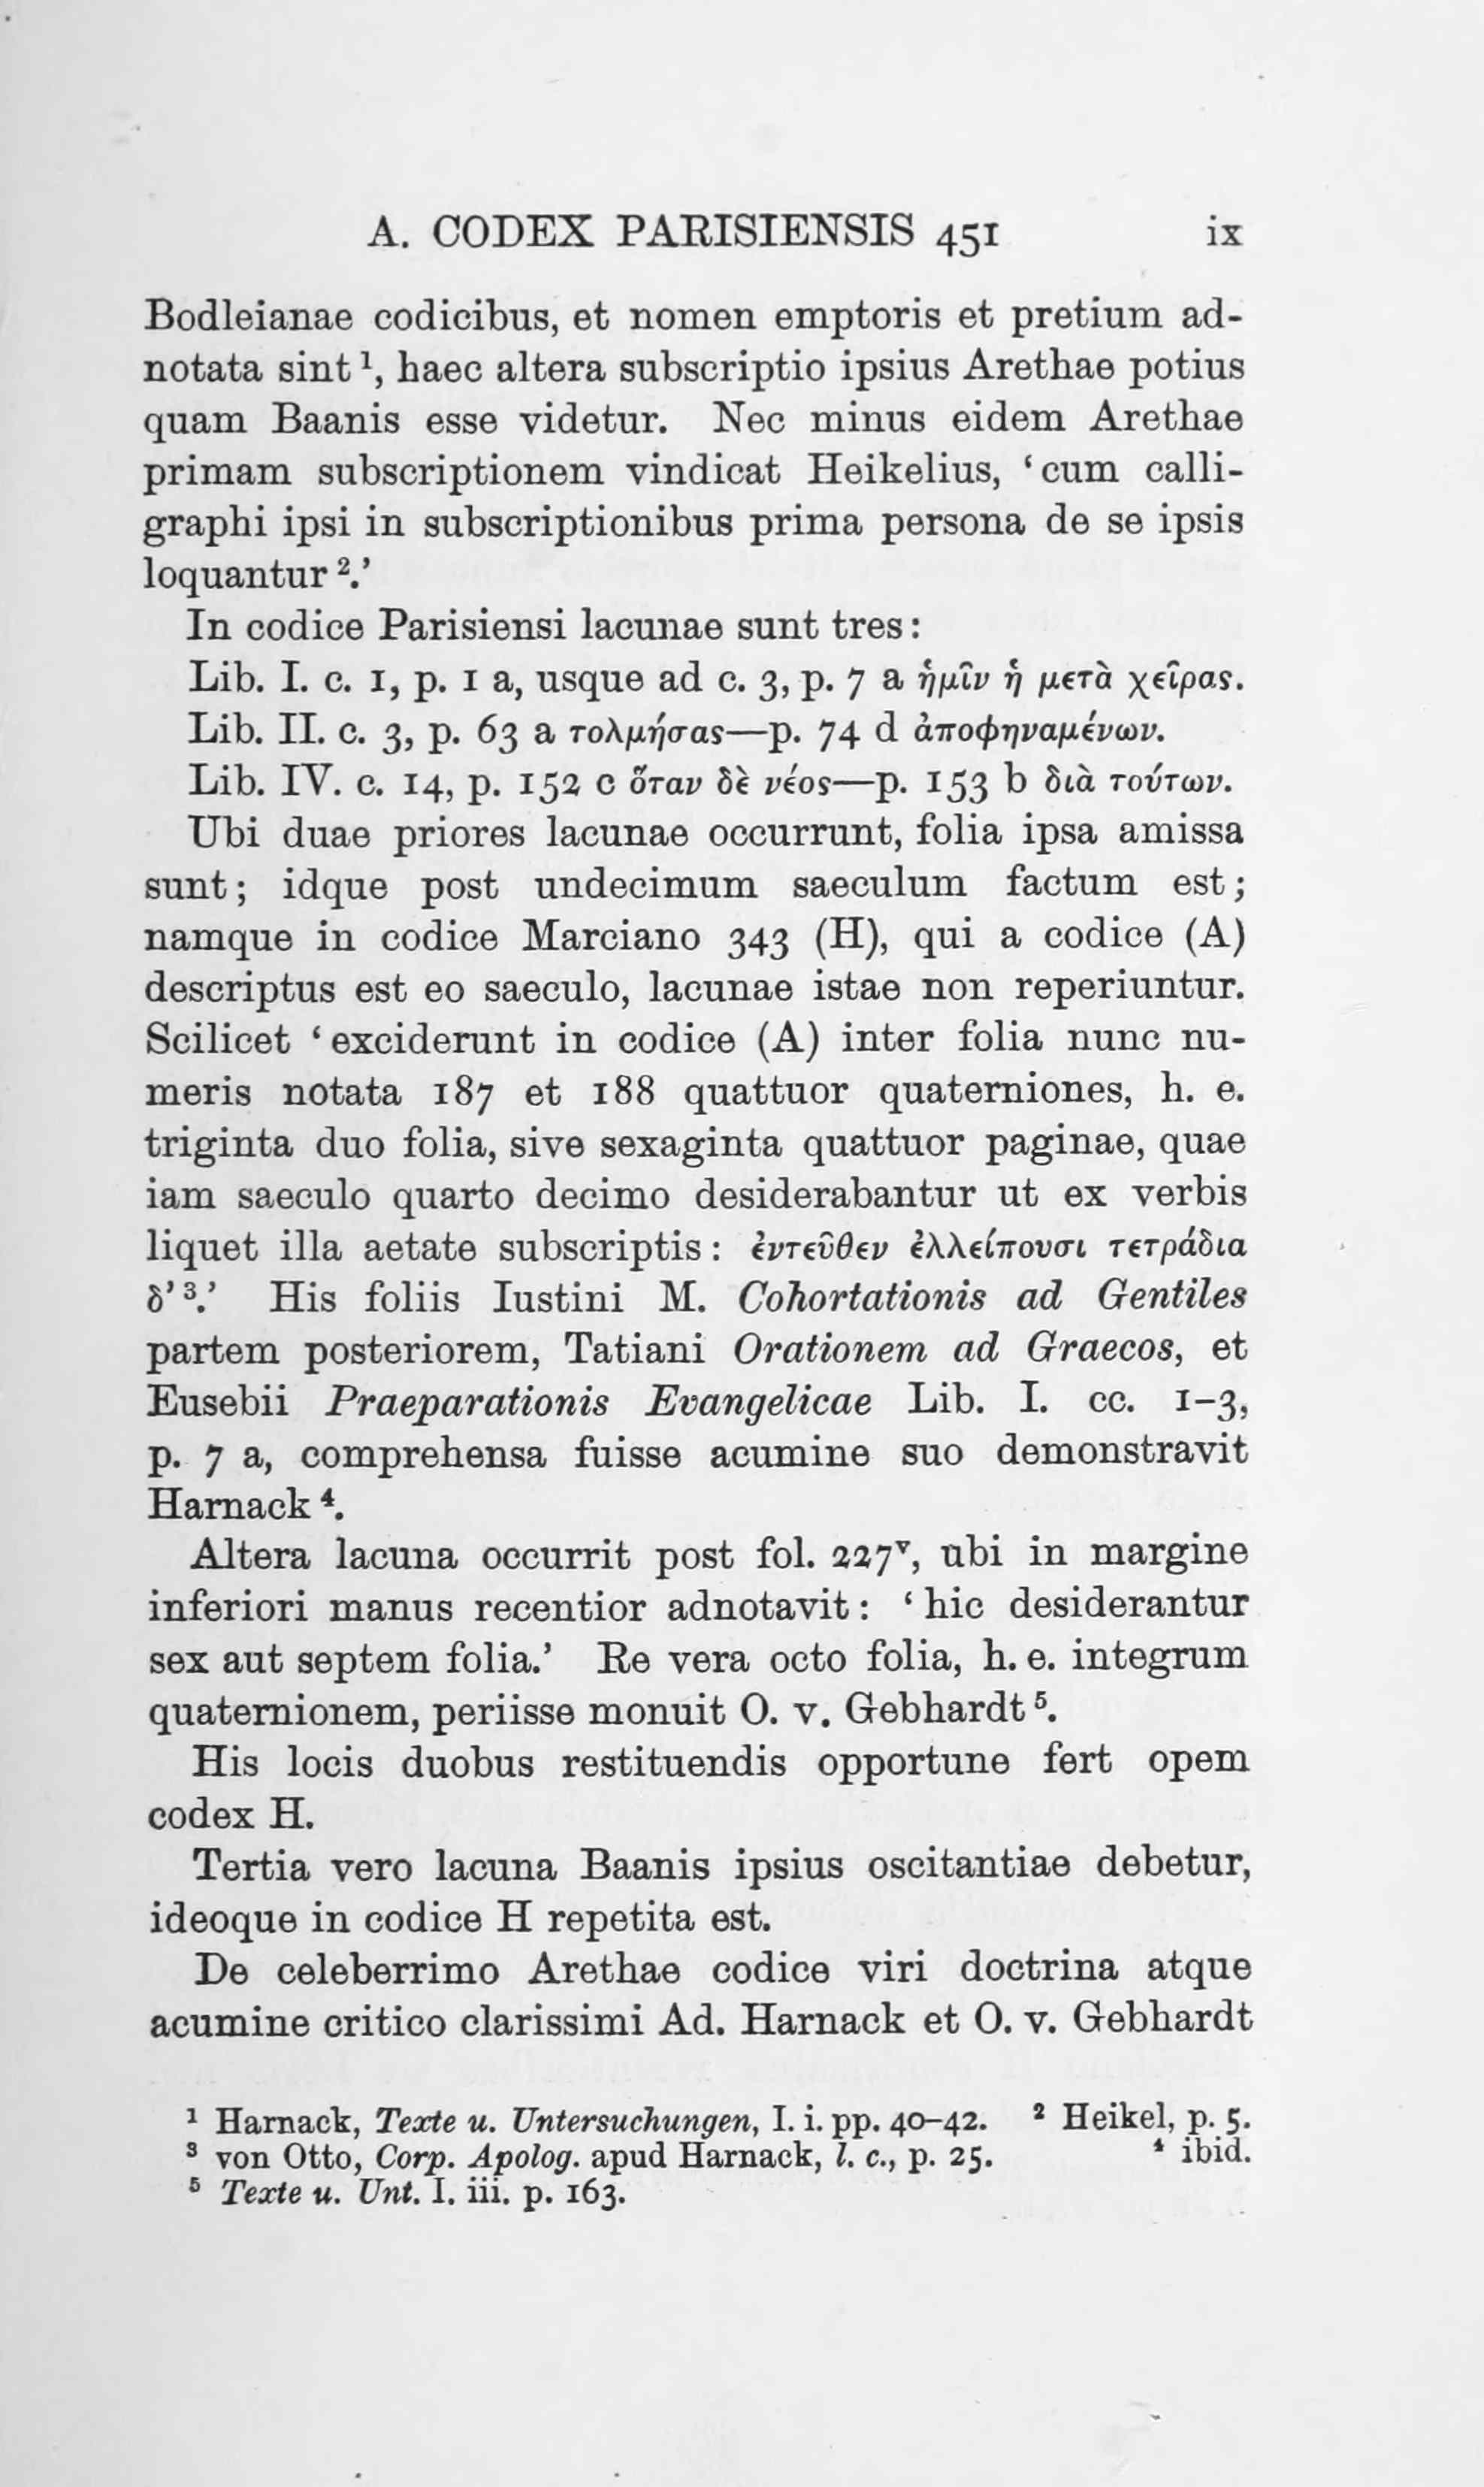 A. CODEX PARISIENSIS 451 ix
Bodleianae codicibus, et nomen emptoris et pretium ad-
notata sint ¹, haec altera subscriptio ipsius Arethae potius
quam Baanis esse videtur. Nec minus eidem Arethae
primam subscriptionem vindicat Heikelius, ‘cum calli-
graphi ipsi in subscriptionibus prima persona de se ipsis
loquantur ².’
In codice Parisiensi lacunae sunt tres:
Lib. I. c. 1, p. 1 a, usque ad c. 3, p. 7 a ἡμῖν ἡ μετὰ χεῖρας.
Lib. II. c. 3, p. 63 a τολμήσας—p. 74 d ἀποφηναμένων.
Lib. IV. c. 14, p. 152 c ὅταν δὲ νέος—p. 153 b διὰ τούτων.
Ubi duae priores lacunae occurrunt, folia ipsa amissa
sunt; idque post undecimum saeculum factum est;
namque in codice Marciano 343 (H), qui a codice (A)
descriptus est eo saeculo, lacunae istae non reperiuntur.
Scilicet ‘exciderunt in codice (A) inter folia nunc nu-
meris notata 187 et 188 quattuor quaterniones, h. e.
triginta duo folia, sive sexaginta quattuor paginae, quae
iam saeculo quarto decimo desiderabantur ut ex verbis
liquet illa aetate subscriptis: ἐντεῦθεν ἐλλείπουσι τετράδια
δ’ ³.’ His foliis Iustini M. Cohortationis ad Gentiles
partem posteriorem, Tatiani Orationem ad Graecos, et
Eusebii Praeparationis Evangelicae Lib. I. cc. 1–3,
p. 7 a, comprehensa fuisse acumine suo demonstravit
Harnack ⁴.
Altera lacuna occurrit post fol. 227ᵛ, ubi in margine
inferiori manus recentior adnotavit: ‘hic desiderantur
sex aut septem folia.’ Re vera octo folia, h. e. integrum
quaternionem, periisse monuit O. v. Gebhardt ⁵.
His locis duobus restituendis opportune fert opem
codex H.
Tertia vero lacuna Baanis ipsius oscitantiae debetur,
ideoque in codice H repetita est.
De celeberrimo Arethae codice viri doctrina atque
acumine critico clarissimi Ad. Harnack et O. v. Gebhardt
¹ Harnack, Texte u. Untersuchungen, I. i. pp. 40–42. ² Heikel, p. 5.
³ von Otto, Corp. Apolog. apud Harnack, l. c., p. 25. ⁴ ibid.
⁵ Texte u. Unt. I. iii. p. 163.